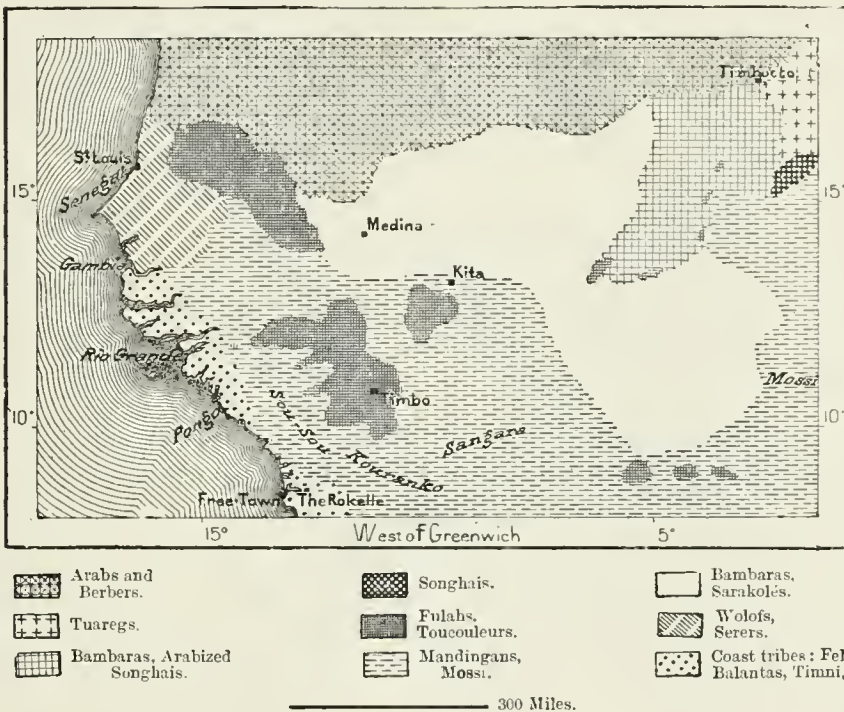 Timbucto
St Louis
15°
Senegal
15°
Medina
Gambia
Kita
Rio Grande
Mossi
10°
Timbo
10°
Pongo
Sou-Sou Kouranko
Sangara
Free-Town
The Rokelle
15°
West of Greenwich
5°
Arabs and
Berbers.
Songhais.
Bambaras,
Sarakolés.
Tuaregs.
Fulahs.
Toucouleurs.
Wolofs,
Serers.
Bambaras, Arabized
Songhais.
Mandingans,
Mossi.
Coast tribes:
Balantas, Timni,
300 Miles.